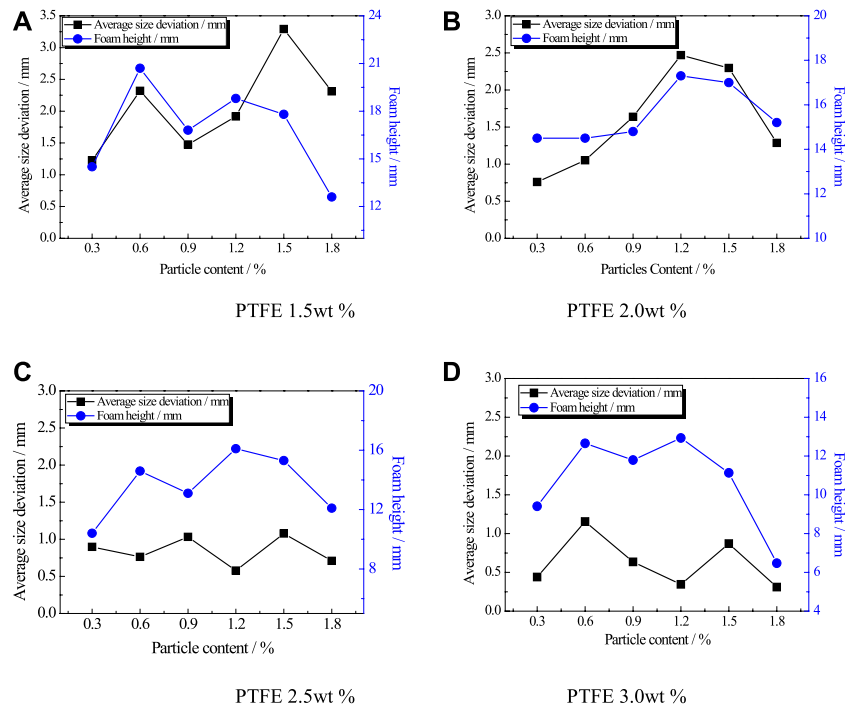 A
Average size deviation / mm
Foam height / mm
3.5
3.0
2.5
2.0
1.5
1.0
0.5
0.0
Average size deviation / mm
24
21
18
15
12
Foam height / mm
0.3 0.6 0.9 1.2 1.5 1.8
Particle content / %
PTFE 1.5wt %
B
Average size deviation / mm
Foam height / mm
3.0
2.5
2.0
1.5
1.0
0.5
0.0
Average size deviation / mm
20
18
16
14
12
10
Foam height / mm
0.3 0.6 0.9 1.2 1.5 1.8
Particles Content / %
PTFE 2.0wt %
C
Average size deviation / mm
Foam height / mm
3.0
2.5
2.0
1.5
1.0
0.5
0.0
Average size deviation / mm
20
16
12
8
Foam height / mm
0.3 0.6 0.9 1.2 1.5 1.8
Particle content / %
PTFE 2.5wt %
D
Average size deviation / mm
Foam height / mm
3.0
2.5
2.0
1.5
1.0
0.5
0.0
Average size deviation / mm
16
14
12
10
8
6
4
Foam height / mm
0.3 0.6 0.9 1.2 1.5 1.8
Particle content / %
PTFE 3.0wt %